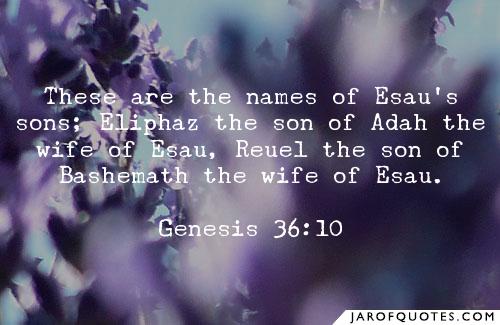 These are the names of Esau's
sons; Eliphaz the son of Adah the
wife of Esau, Reuel the son of
Bashemath the wife of Esau.
Genesis 36:10
JAROFQUOTES.COM